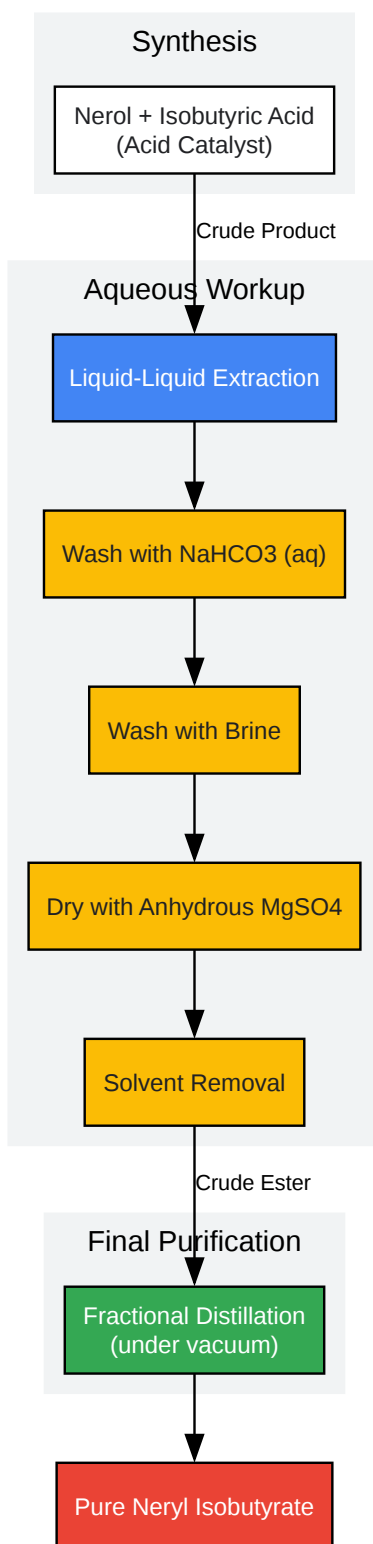 Synthesis
Nerol + Isobutyric Acid
(Acid Catalyst)
Crude Product
Aqueous Workup
Liquid-Liquid Extraction
Wash with NaHCO3 (aq)
Wash with Brine
Dry with Anhydrous MgSO4
Solvent Removal
Crude Ester
Final Purification
Fractional Distillation
(under vacuum)
Pure Neryl Isobutyrate